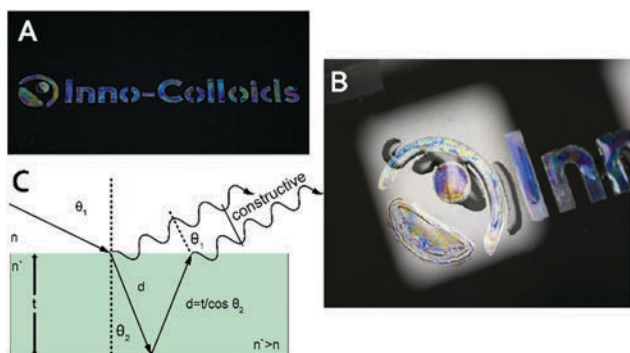 A
Inno-Colloids
B
Inn
C
θ1
n
n'
t
d
θ2
θ1
constructive
d=t/cos θ2
n'>n